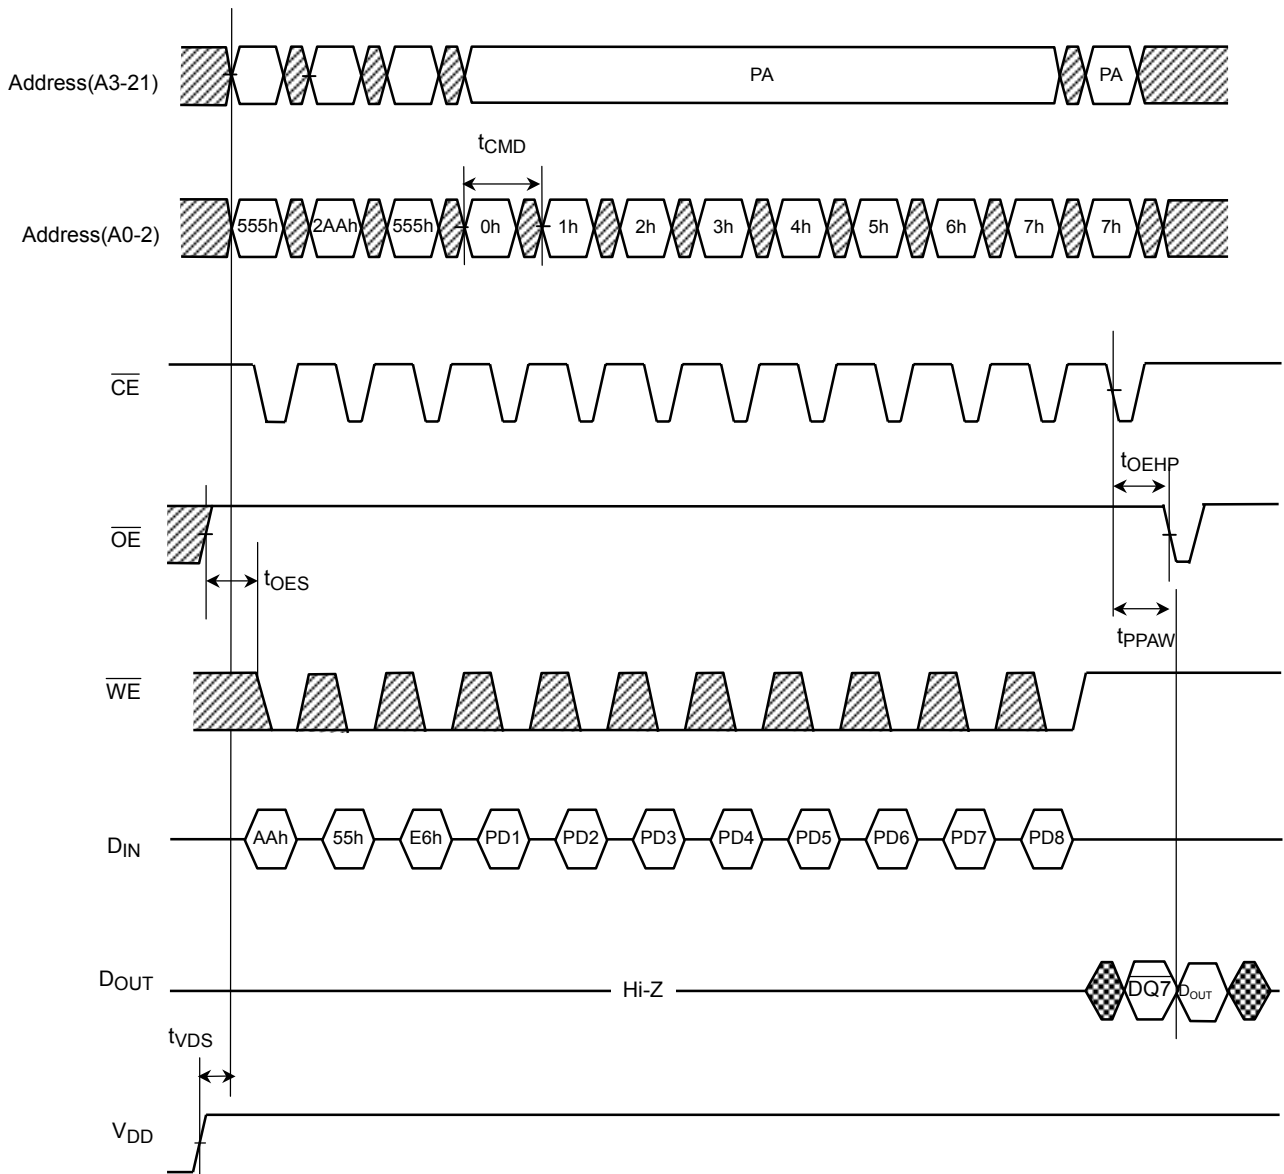 Address(A3-21) PA PA
tCMD
Address(A0-2) 555h 2AAh 555h 0h 1h 2h 3h 4h 5h 6h 7h 7h
CE
tOEHP
OE
tOES
tPPAW
WE
DIN AAh 55h E6h PD1 PD2 PD3 PD4 PD5 PD6 PD7 PD8
DOUT Hi-Z DQ7 DOUT
tVDS
VDD